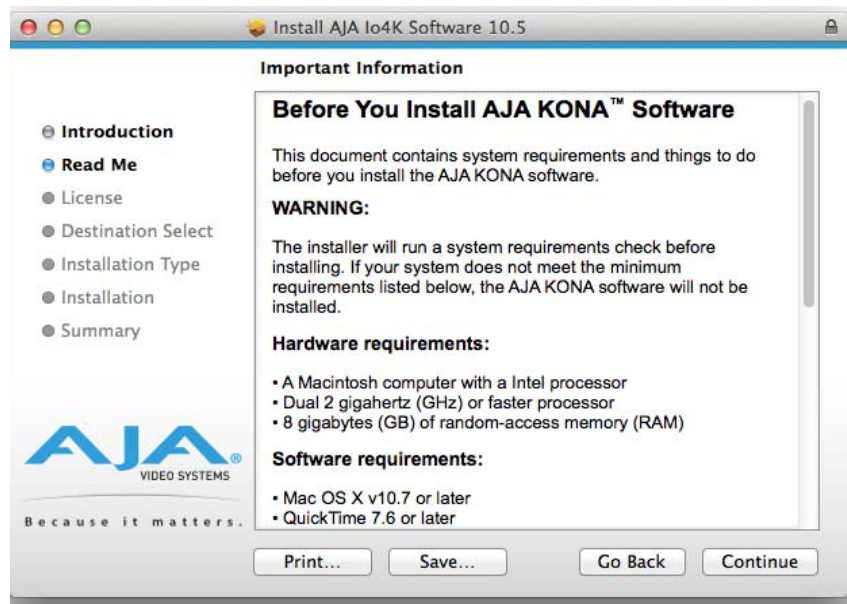 Install AJA Io4K Software 10.5
Important Information
Introduction
Read Me
License
Destination Select
Installation Type
Installation
Summary
AJA®
VIDEO SYSTEMS
Because it matters.
Before You Install AJA KONA™ Software
This document contains system requirements and things to do
before you install the AJA KONA software.
WARNING:
The installer will run a system requirements check before
installing. If your system does not meet the minimum
requirements listed below, the AJA KONA software will not be
installed.
Hardware requirements:
• A Macintosh computer with a Intel processor
• Dual 2 gigahertz (GHz) or faster processor
• 8 gigabytes (GB) of random-access memory (RAM)
Software requirements:
• Mac OS X v10.7 or later
• QuickTime 7.6 or later
Print... Save... Go Back Continue